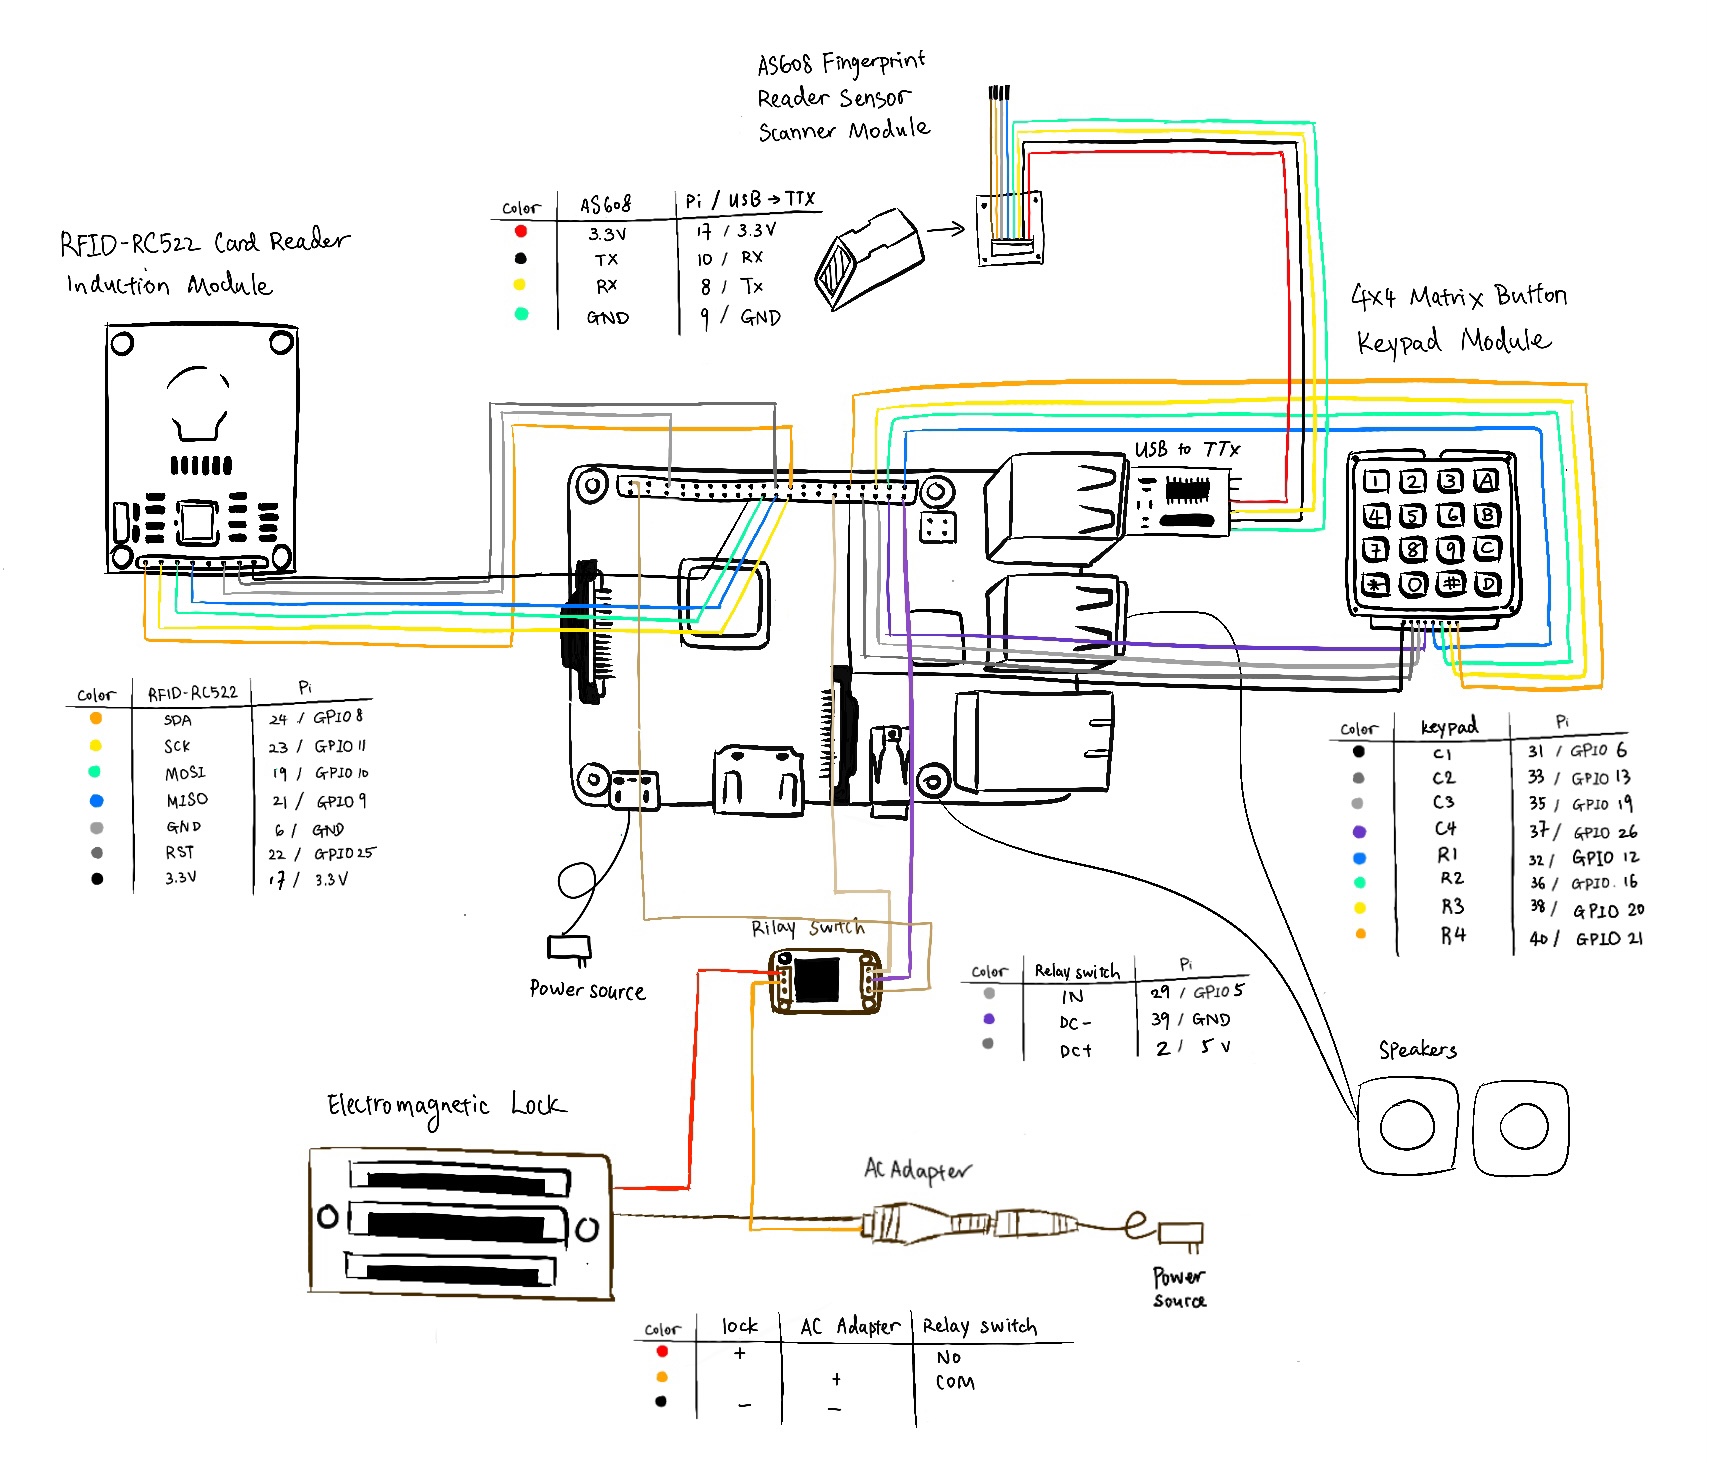 AS608 Fingerprint
Reader Sensor
Scanner Module
Color AS608 Pi / USB → TTX
3.3V 17 / 3.3V
TX 10 / RX
RX 8 / Tx
GND 9 / GND
RFID-RC522 Card Reader
Induction Module
4x4 Matrix Button
Keypad Module
USB to TTX
1 2 3 A
4 5 6 B
7 8 9 C
* 0 # D
Color RFID-RC522 Pi
SDA 24 / GPIO 8
SCK 23 / GPIO 11
MOSI 19 / GPIO 10
MISO 21 / GPIO 9
GND 6 / GND
RST 22 / GPIO 25
3.3V 17 / 3.3V
Color keypad Pi
C1 31 / GPIO 6
C2 33 / GPIO 13
C3 35 / GPIO 19
C4 37 / GPIO 26
R1 32 / GPIO 12
R2 36 / GPIO. 16
R3 38 / GPIO 20
R4 40 / GPIO 21
Power source
Rilay Switch
Color Relay switch Pi
IN 29 / GPIO 5
DC- 39 / GND
DC+ 2 / 5 V
Speakers
Electromagnetic Lock
AC Adapter
Power
source
Color lock AC Adapter Relay switch
+ NO
+ COM
- -